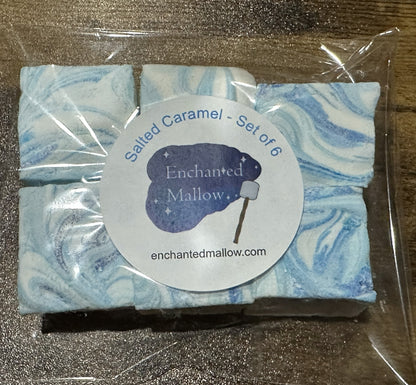 Salted Caramel - Set of 6
Enchanted
Mallow
enchantedmallow.com